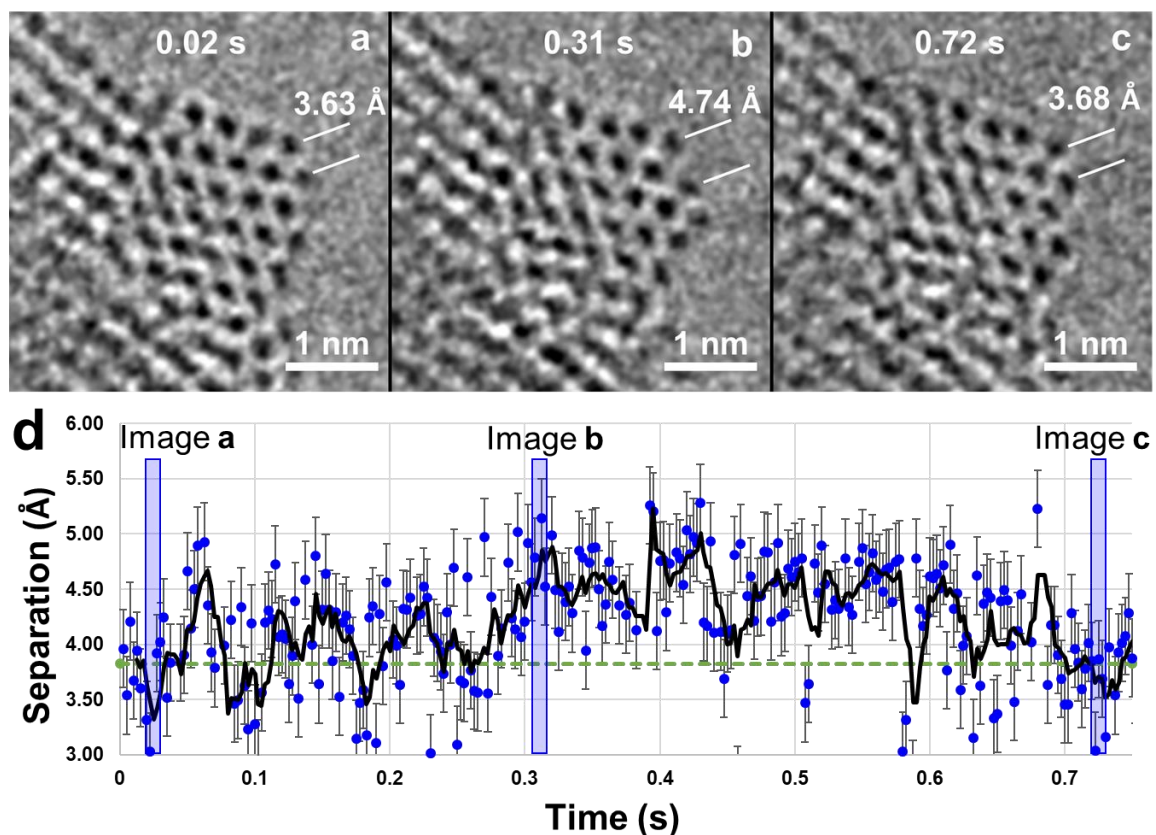 0.02 s
a
3.63 Å
1 nm
0.31 s
b
4.74 Å
1 nm
0.72 s
c
3.68 Å
1 nm
d
Image a
Image b
Image c
Separation (Å)
6.00
5.50
5.00
4.50
4.00
3.50
3.00
0 0.1 0.2 0.3 0.4 0.5 0.6 0.7
Time (s)